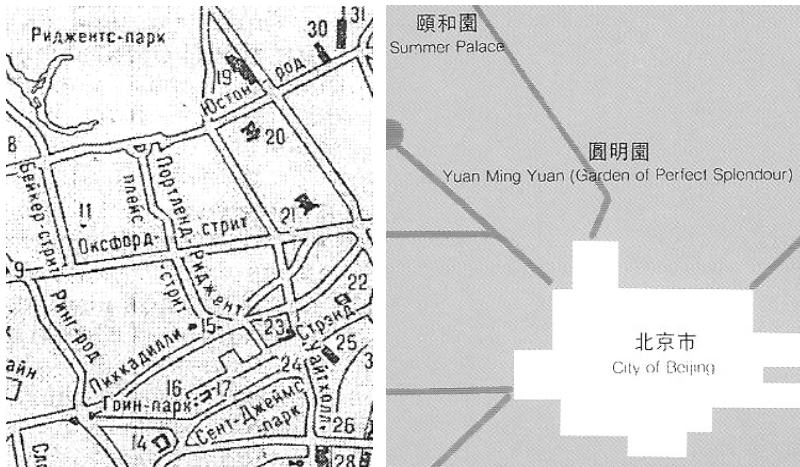 Риджентс-парк
30
31
19
Юстон-род
20
8
Бейкер-стрит
Портленд-плейс
11
21
Оксфорд-стрит
9
Риджент-стрит
22
Ринг-род
15
23
Стрэнд
Пиккадилли
25
3
24
Уайтхолл
айн
16
17
Грин-парк
Сент-Джеймс-парк
26
14
28
頤和園
Summer Palace
圓明園
Yuan Ming Yuan (Garden of Perfect Splendour)
北京市
City of Beijing